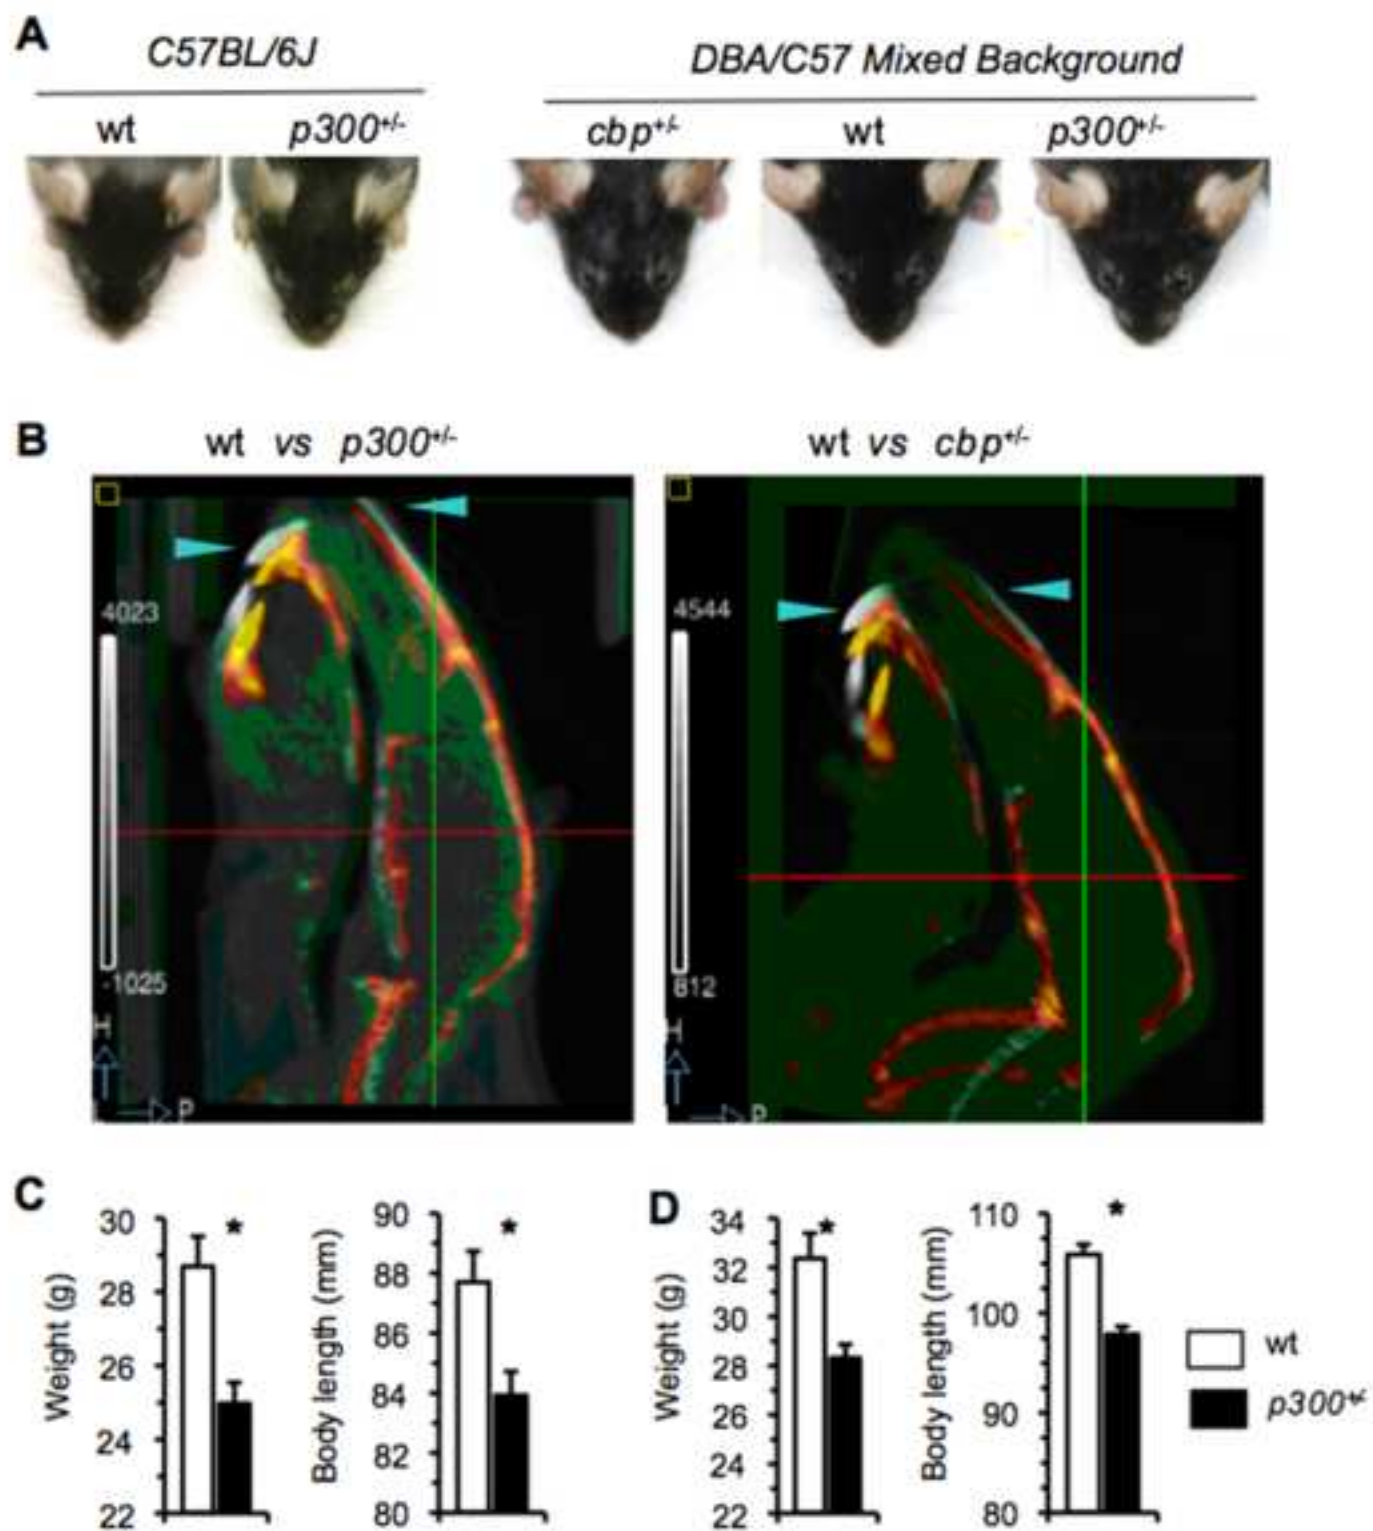 A
C57BL/6J
DBA/C57 Mixed Background
wt p300+/- cbp+/- wt p300+/-
B
wt vs p300+/- wt vs cbp+/-
4023
-1025
H
P
4544
812
H
P
C
Weight (g)
30
28
26
24
22
*
Body length (mm)
90
88
86
84
82
80
*
D
Weight (g)
34
32
30
28
26
24
22
*
Body length (mm)
110
100
90
80
*
wt
p300+/-